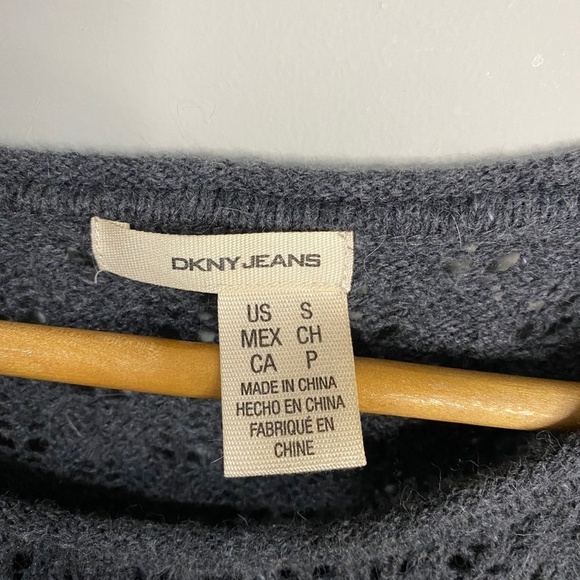 DKNY JEANS
US S
MEX CH
CA P
MADE IN CHINA
HECHO EN CHINA
FABRIQUÉ EN
CHINE